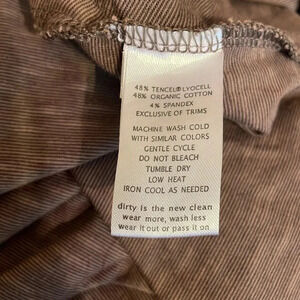 48% TENCEL®LYOCELL
48% ORGANIC COTTON
4% SPANDEX
EXCLUSIVE OF TRIMS
MACHINE WASH COLD
WITH SIMILAR COLORS
GENTLE CYCLE
DO NOT BLEACH
TUMBLE DRY
LOW HEAT
IRON COOL AS NEEDED
dirty is the new clean
wear more, wash less
wear it out or pass it on